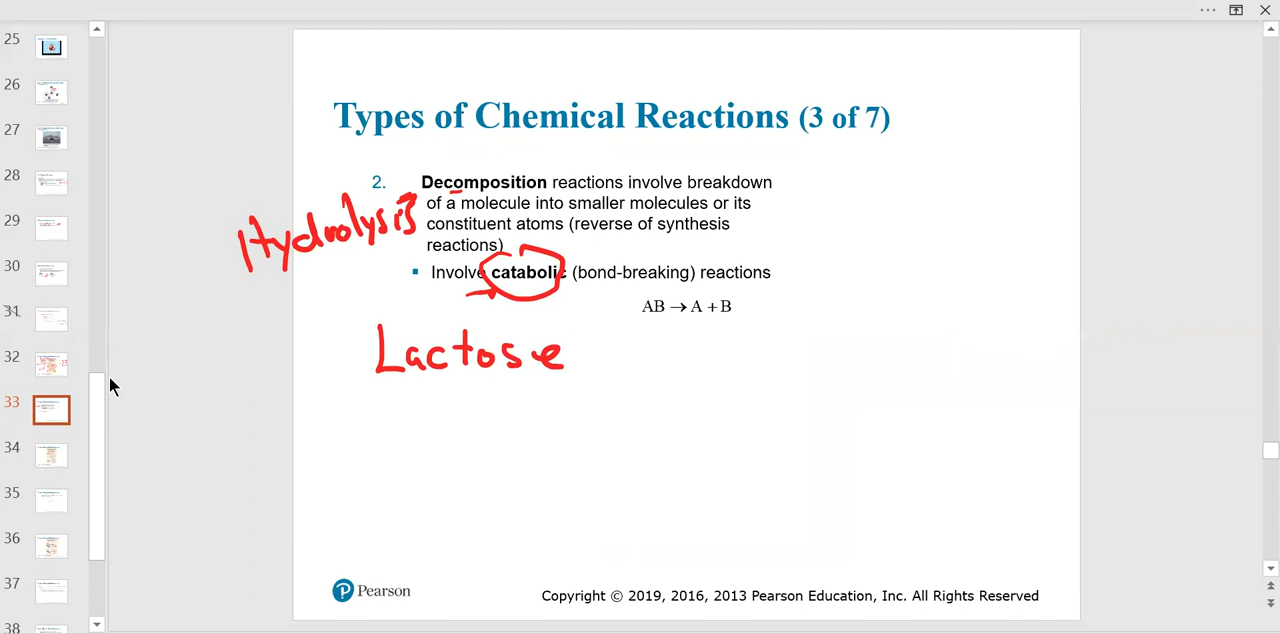 25
26
27
28
29
30
31
32
33
34
35
36
37
38
Types of Chemical Reactions (3 of 7)
2. Decomposition reactions involve breakdown
of a molecule into smaller molecules or its
constituent atoms (reverse of synthesis
reactions)
Hydrolysis
▪ Involve catabolic (bond-breaking) reactions
AB → A + B
Lactose
Pearson
Copyright © 2019, 2016, 2013 Pearson Education, Inc. All Rights Reserved